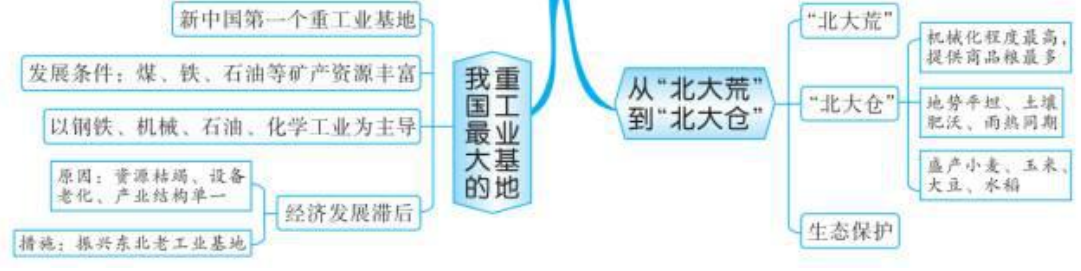 新中国第一个重工业基地
发展条件：煤、铁、石油等矿产资源丰富
以钢铁、机械、石油、化学工业为主导
原因：资源枯竭、设备
老化、产业结构单一
经济发展滞后
措施：振兴东北老工业基地
我国最大的
重工业基地
从“北大荒”
到“北大仓”
“北大荒”
“北大仓”
机械化程度最高，
提供商品粮最多
地势平坦、土壤
肥沃、雨热同期
盛产小麦、玉米、
大豆、水稻
生态保护